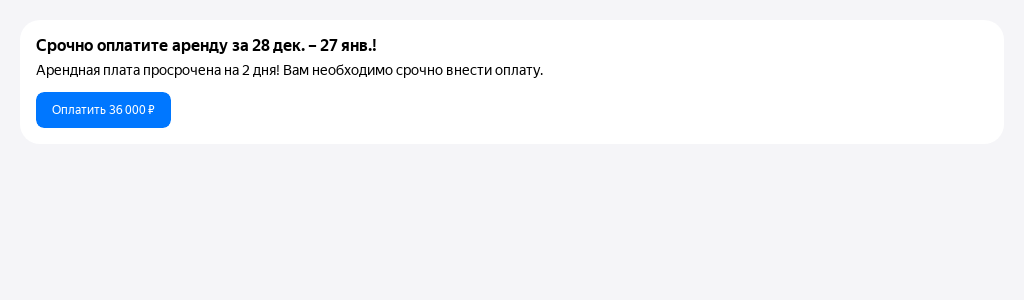 Срочно оплатите аренду за 28 дек. – 27 янв.!
Арендная плата просрочена на 2 дня! Вам необходимо срочно внести оплату.
Оплатить 36 000 ₽